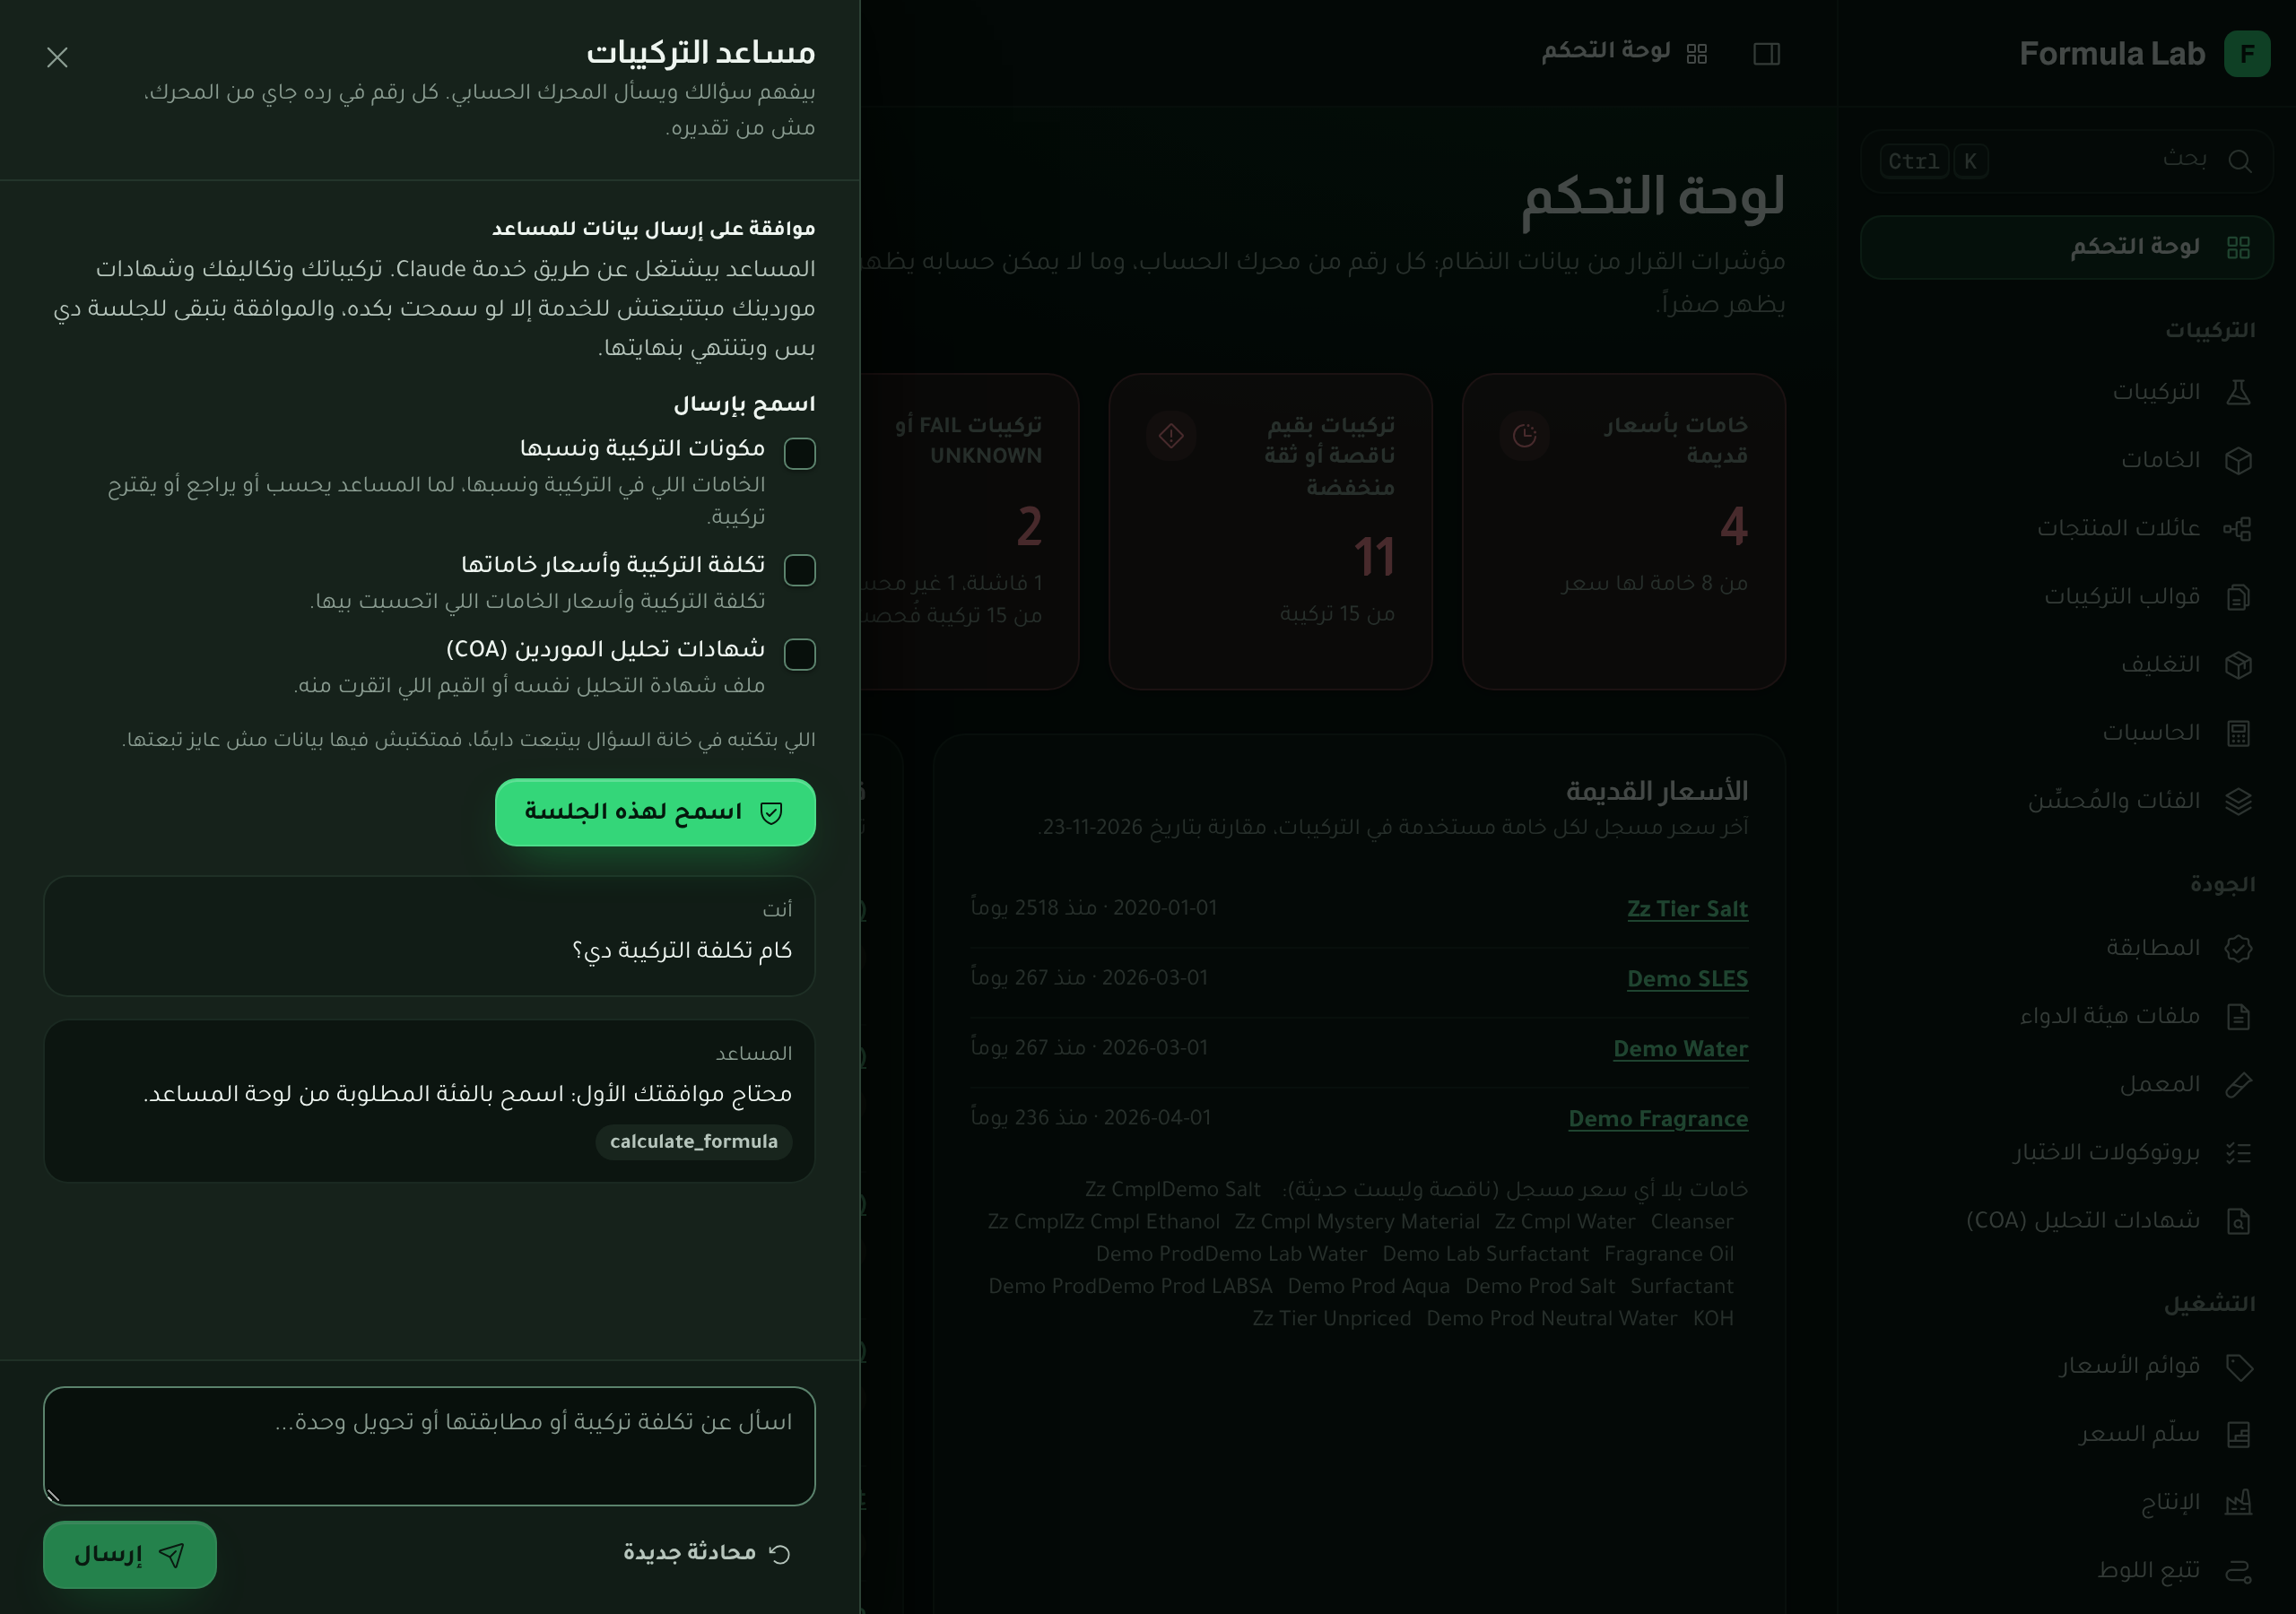 Formula Lab
F
بحث
Ctrl K
لوحة التحكم
التركيبات
التركيبات
الخامات
عائلات المنتجات
قوالب التركيبات
التغليف
الحاسبات
الفئات والمُحسِّن
الجودة
المطابقة
ملفات هيئة الدواء
المعمل
بروتوكولات الاختبار
شهادات التحليل (COA)
التشغيل
قوائم الأسعار
سلّم السعر
الإنتاج
تتبع اللوط
لوحة التحكم
لوحة التحكم
مؤشرات القرار من بيانات النظام: كل رقم من محرك الحساب، وما لا يمكن حسابه يظهر
يظهر صفراً.
خامات بأسعار
قديمة
4
من 8 خامة لها سعر
تركيبات بقيم
ناقصة أو ثقة
منخفضة
11
من 15 تركيبة
تركيبات FAIL أو
UNKNOWN
2
1 فاشلة، 1 غير
من 15 تركيبة
الأسعار القديمة
آخر سعر مسجل لكل خامة مستخدمة في التركيبات، مقارنة بتاريخ 2026-11-23.
Zz Tier Salt
2020-01-01 · منذ 2518 يوماً
Demo SLES
2026-03-01 · منذ 267 يوماً
Demo Water
2026-03-01 · منذ 267 يوماً
Demo Fragrance
2026-04-01 · منذ 236 يوماً
خامات بلا أي سعر مسجل (ناقصة وليست حديثة): Zz CmplDemo Salt
Zz CmplZz Cmpl Ethanol Zz Cmpl Mystery Material Zz Cmpl Water Cleanser
Demo ProdDemo Lab Water Demo Lab Surfactant Fragrance Oil
Demo ProdDemo Prod LABSA Demo Prod Aqua Demo Prod Salt Surfactant
Zz Tier Unpriced Demo Prod Neutral Water KOH
مساعد التركيبات
بيفهم سؤالك ويسأل المحرك الحسابي. كل رقم في رده جاي من المحرك،
مش من تقديره.
موافقة على إرسال بيانات للمساعد
المساعد بيشتغل عن طريق خدمة Claude. تركيباتك وتكاليفك وشهادات
موردينك مبتتبعتش للخدمة إلا لو سمحت بكده، والموافقة بتبقى للجلسة دي
بس وبتنتهي بنهايتها.
اسمح بإرسال
مكونات التركيبة ونسبها
الخامات اللي في التركيبة ونسبها، لما المساعد يحسب أو يراجع أو يقترح
تركيبة.
تكلفة التركيبة وأسعار خاماتها
تكلفة التركيبة وأسعار الخامات اللي اتحسبت بيها.
شهادات تحليل الموردين (COA)
ملف شهادة التحليل نفسه أو القيم اللي اتقرت منه.
اللي بتكتبه في خانة السؤال بيتبعت دايمًا، فمتكتبش فيها بيانات مش عايز تبعتها.
اسمح لهذه الجلسة
أنت
كام تكلفة التركيبة دي؟
المساعد
محتاج موافقتك الأول: اسمح بالفئة المطلوبة من لوحة المساعد.
calculate_formula
اسأل عن تكلفة تركيبة أو مطابقتها أو تحويل وحدة...
محادثة جديدة
إرسال